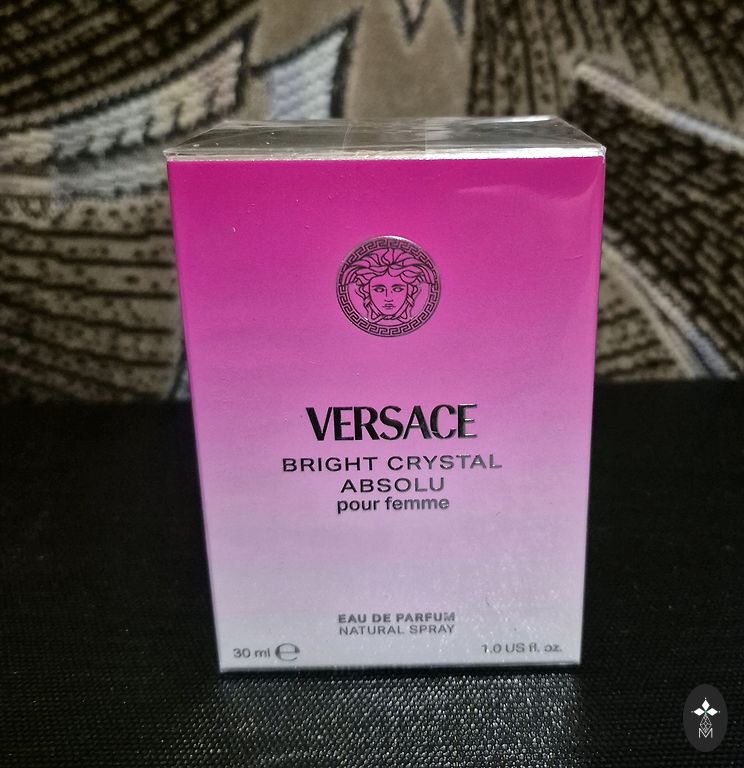 VERSACE
BRIGHT CRYSTAL
ABSOLU
pour femme
EAU DE PARFUM
NATURAL SPRAY
30 ml ℮ 1.0 US fl. oz.
M